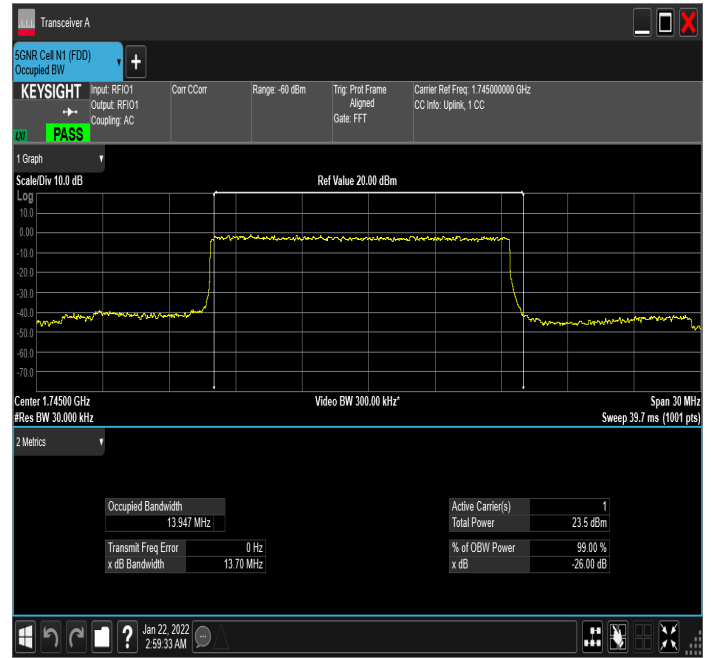 Transceiver A
5GNR Cell N1 (FDD)
Occupied BW
KEYSIGHT
LXI
PASS
Input: RFIO1
Output: RFIO1
Coupling: AC
Corr CCorr
Range: -60 dBm
Trig: Prot Frame
Aligned
Gate: FFT
Carrier Ref Freq: 1.745000000 GHz
CC Info: Uplink, 1 CC
1 Graph
Scale/Div 10.0 dB
Ref Value 20.00 dBm
Log
10.0
0.00
-10.0
-20.0
-30.0
-40.0
-50.0
-60.0
-70.0
Center 1.74500 GHz
Video BW 300.00 kHz*
Span 30 MHz
#Res BW 30.000 kHz
Sweep 39.7 ms (1001 pts)
2 Metrics
Occupied Bandwidth
13.947 MHz
Transmit Freq Error 0 Hz
x dB Bandwidth 13.70 MHz
Active Carrier(s) 1
Total Power 23.5 dBm
% of OBW Power 99.00 %
x dB -26.00 dB
?
Jan 22, 2022
2:59:33 AM